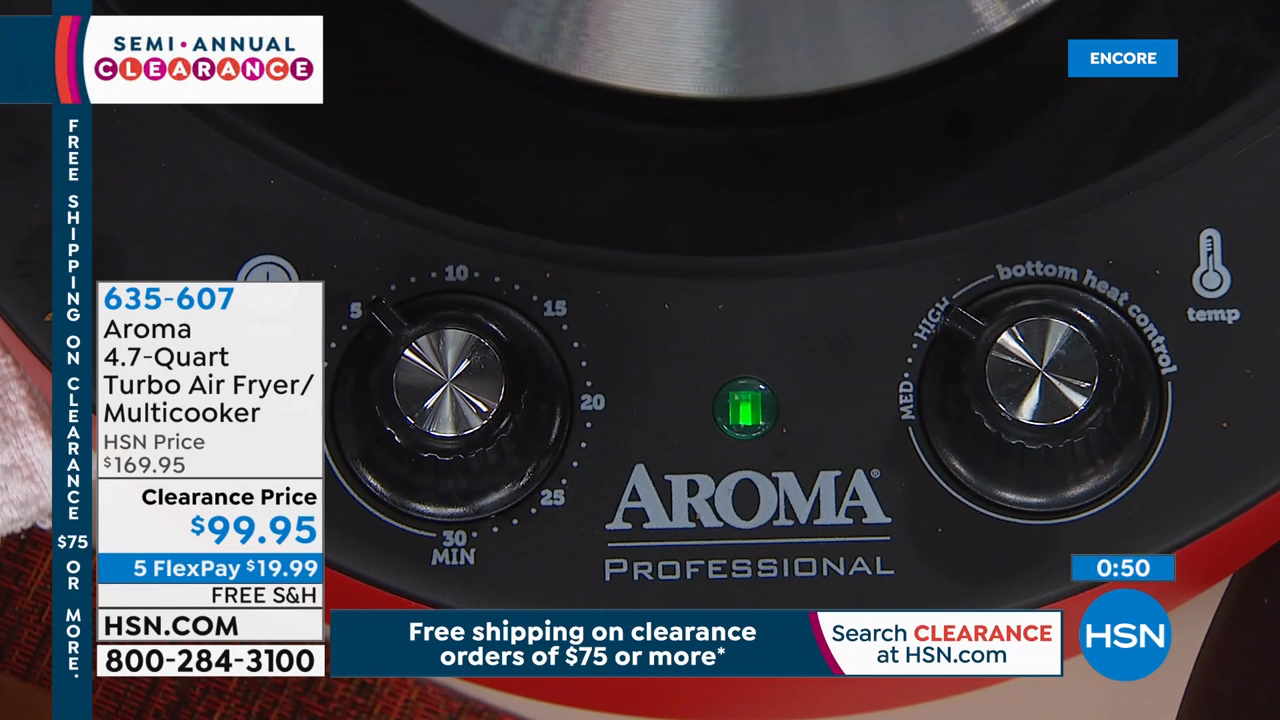 SEMI•ANNUAL
CLEARANCE
ENCORE
FREE SHIPPING ON CLEARANCE $75 OR MORE.
635-607
Aroma
4.7-Quart
Turbo Air Fryer/
Multicooker
HSN Price
$169.95
Clearance Price
$99.95
5 FlexPay $19.99
FREE S&H
HSN.COM
800-284-3100
5
10
15
20
25
30
MIN
AROMA®
PROFESSIONAL
bottom heat control
HIGH
MED
temp
0:50
HSN
Free shipping on clearance
orders of $75 or more*
Search CLEARANCE
at HSN.com